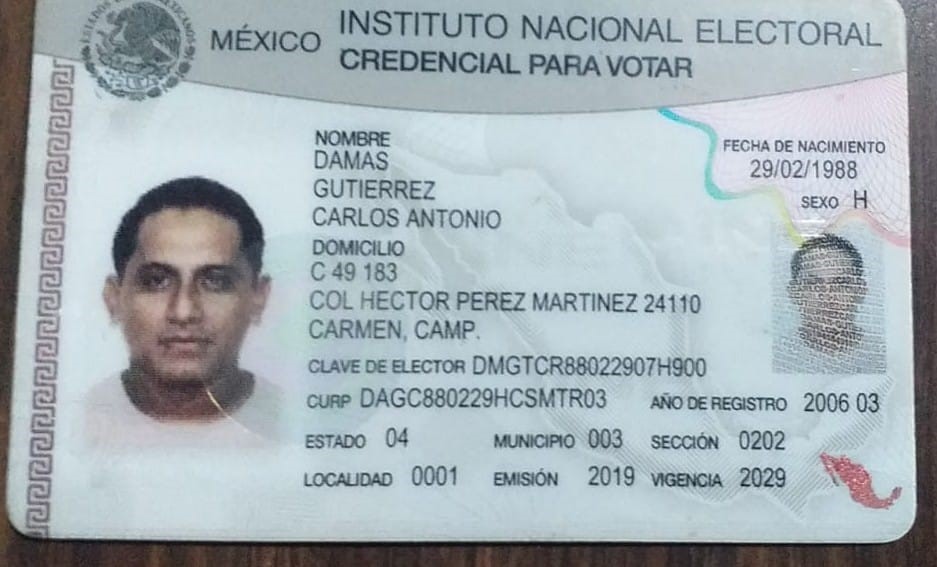 MÉXICO
INSTITUTO NACIONAL ELECTORAL
CREDENCIAL PARA VOTAR
NOMBRE
DAMAS
GUTIERREZ
CARLOS ANTONIO
FECHA DE NACIMIENTO
29/02/1988
SEXO H
DOMICILIO
C 49 183
COL HECTOR PEREZ MARTINEZ 24110
CARMEN, CAMP.
CLAVE DE ELECTOR DMGTCR88022907H900
CURP DAGC880229HCSMTR03 AÑO DE REGISTRO 2006 03
ESTADO 04 MUNICIPIO 003 SECCIÓN 0202
LOCALIDAD 0001 EMISIÓN 2019 VIGENCIA 2029